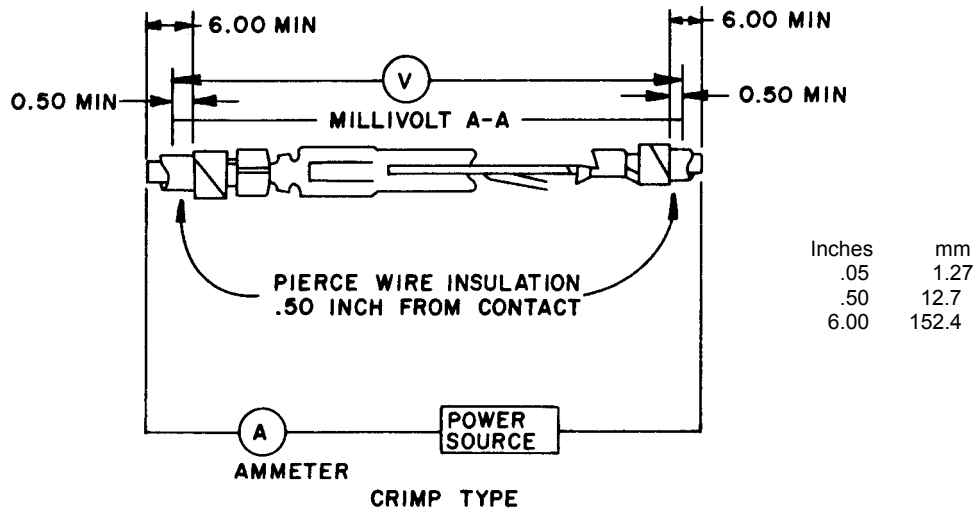 6.00 MIN
6.00 MIN
V
0.50 MIN
0.50 MIN
MILLIVOLT A-A
PIERCE WIRE INSULATION
.50 INCH FROM CONTACT
Inches mm
.05 1.27
.50 12.7
6.00 152.4
A
POWER
SOURCE
AMMETER
CRIMP TYPE